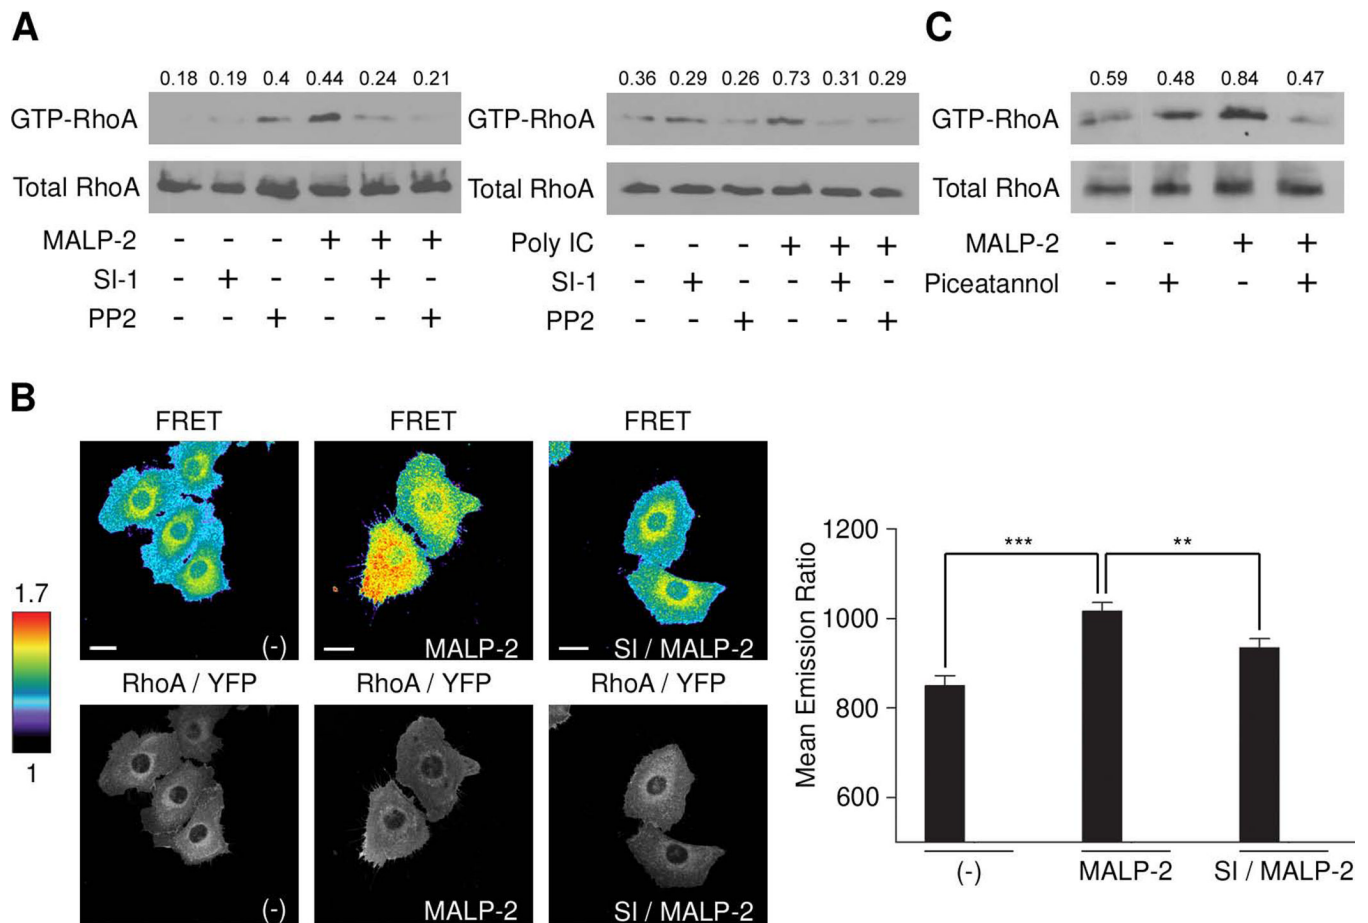 A
C
0.18 0.19 0.4 0.44 0.24 0.21
GTP-RhoA
Total RhoA
MALP-2 - - - + + +
SI-1 - + - - + -
PP2 - - + - - +
0.36 0.29 0.26 0.73 0.31 0.29
GTP-RhoA
Total RhoA
Poly IC - - - + + +
SI-1 - + - - + -
PP2 - - + - - +
0.59 0.48 0.84 0.47
GTP-RhoA
Total RhoA
MALP-2 - - + +
Piceatannol - + - +
B
FRET FRET FRET
(-) MALP-2 SI / MALP-2
1.7
1
RhoA / YFP RhoA / YFP RhoA / YFP
(-) MALP-2 SI / MALP-2
Mean Emission Ratio
1200
1000
800
600
*** **
(-) MALP-2 SI / MALP-2